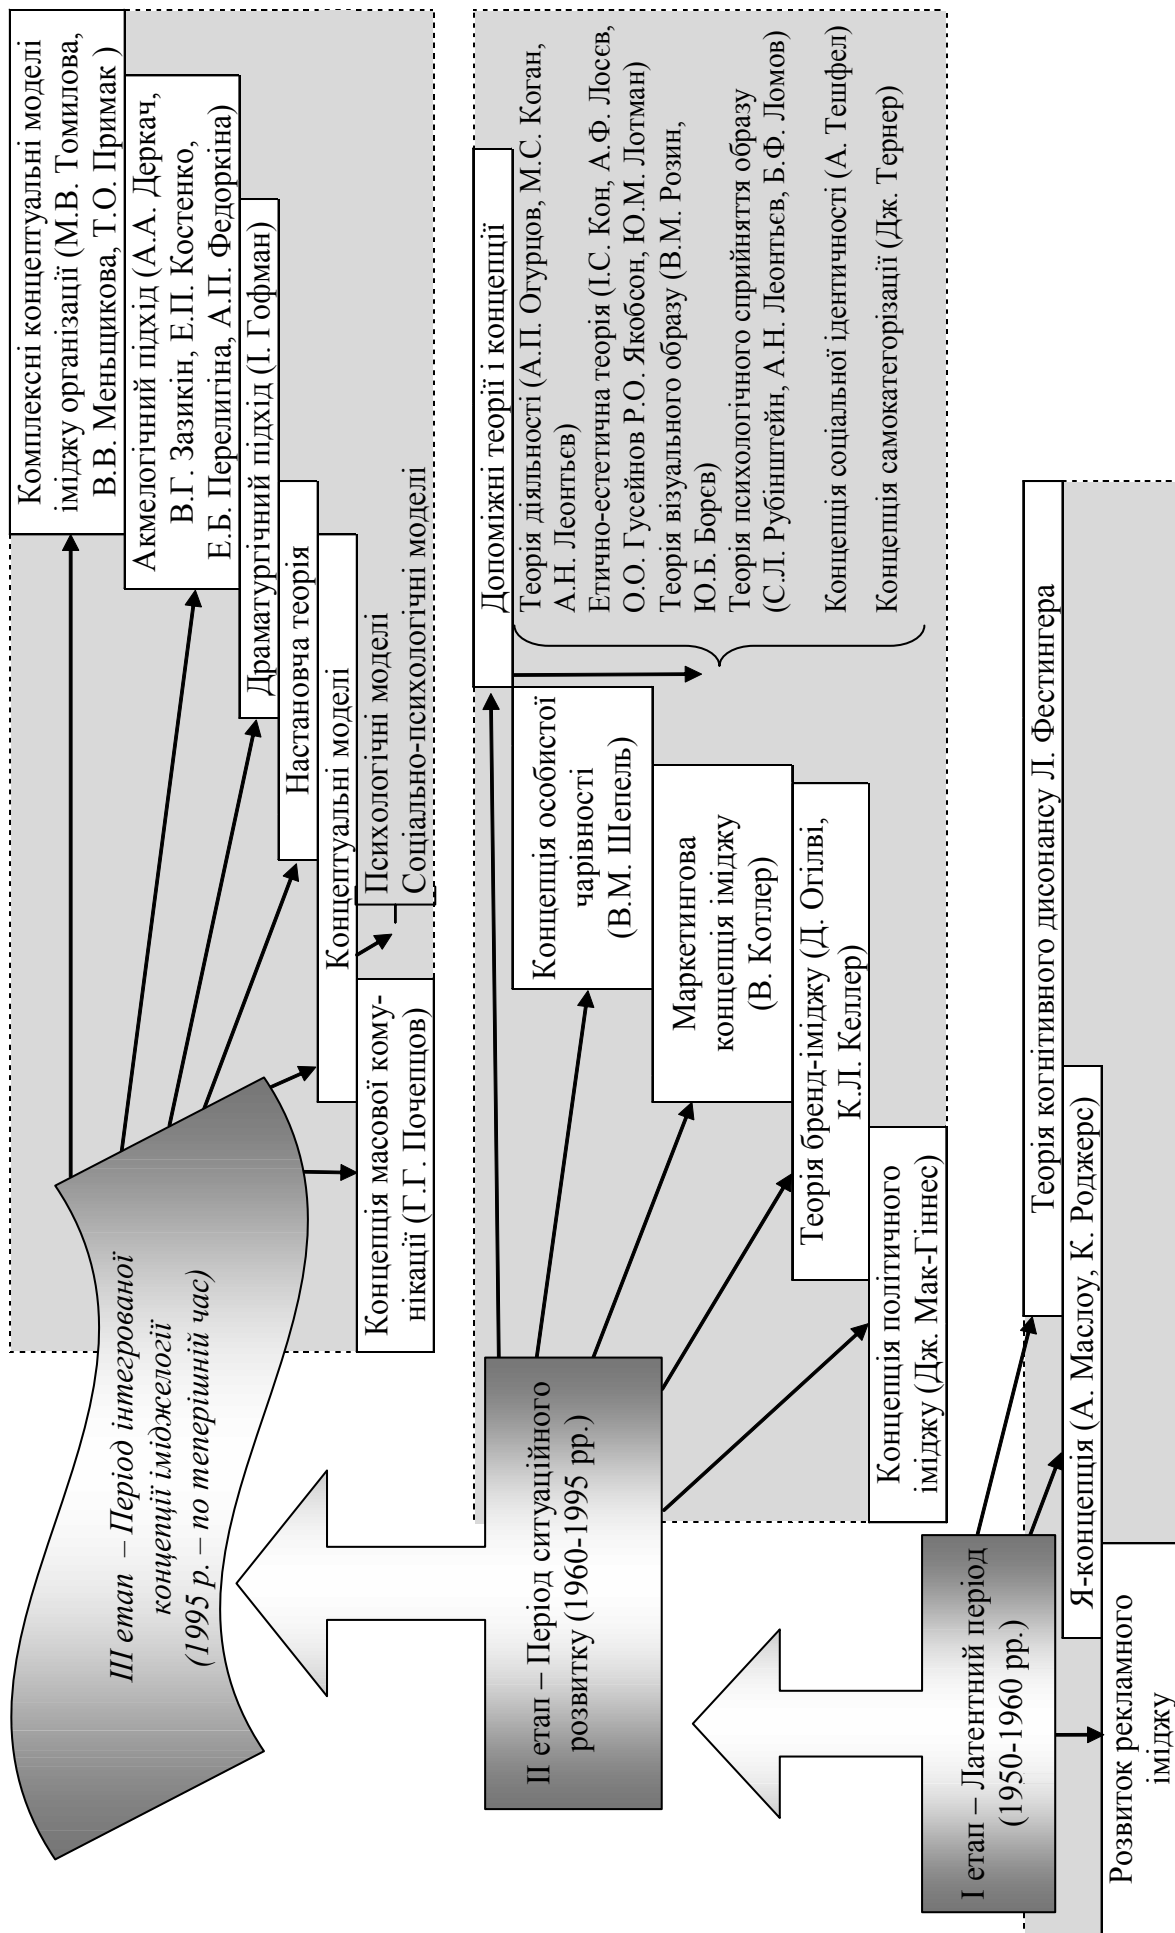 Комплексні концептуальні моделі
іміджу організації (М.В. Томилова,
В.В. Меньщикова, Т.О. Примак )
Акмелогічний підхід (А.А. Деркач,
В.Г. Зазикін, Е.П. Костенко,
Е.Б. Перелигіна, А.П. Федоркіна)
Драматургічний підхід (І. Гофман)
Настановча теорія
Концептуальні моделі
Психологічні моделі
Соціально-психологічні моделі
Концепція масової кому-
нікації (Г.Г. Почепцов)
ІІІ етап – Період інтегрованої
концепції іміджелогії
(1995 р. – по теперішній час)
Допоміжні теорії і концепції
Теорія діяльності (А.П. Огурцов, М.С. Коган,
А.Н. Леонтьєв)
Етично-естетична теорія (І.С. Кон, А.Ф. Лосєв,
О.О. Гусейнов Р.О. Якобсон, Ю.М. Лотман)
Теорія візуального образу (В.М. Розин,
Ю.Б. Борєв)
Теорія психологічного сприйняття образу
(С.Л. Рубінштейн, А.Н. Леонтьєв, Б.Ф. Ломов)
Концепція соціальної ідентичності (А. Тешфел)
Концепція самокатегорізації (Дж. Тернер)
Концепція особистої
чарівності
(В.М. Шепель)
Маркетингова
концепція іміджу
(В. Котлер)
Теорія бренд-іміджу (Д. Огілві,
К.Л. Келлер)
Концепція політичного
іміджу (Дж. Мак-Гіннес)
ІІ етап – Період ситуаційного
розвитку (1960-1995 рр.)
Теорія когнітивного дисонансу Л. Фестингера
Я-концепція (А. Маслоу, К. Роджерс)
І етап – Латентний період
(1950-1960 рр.)
Розвиток рекламного
іміджу